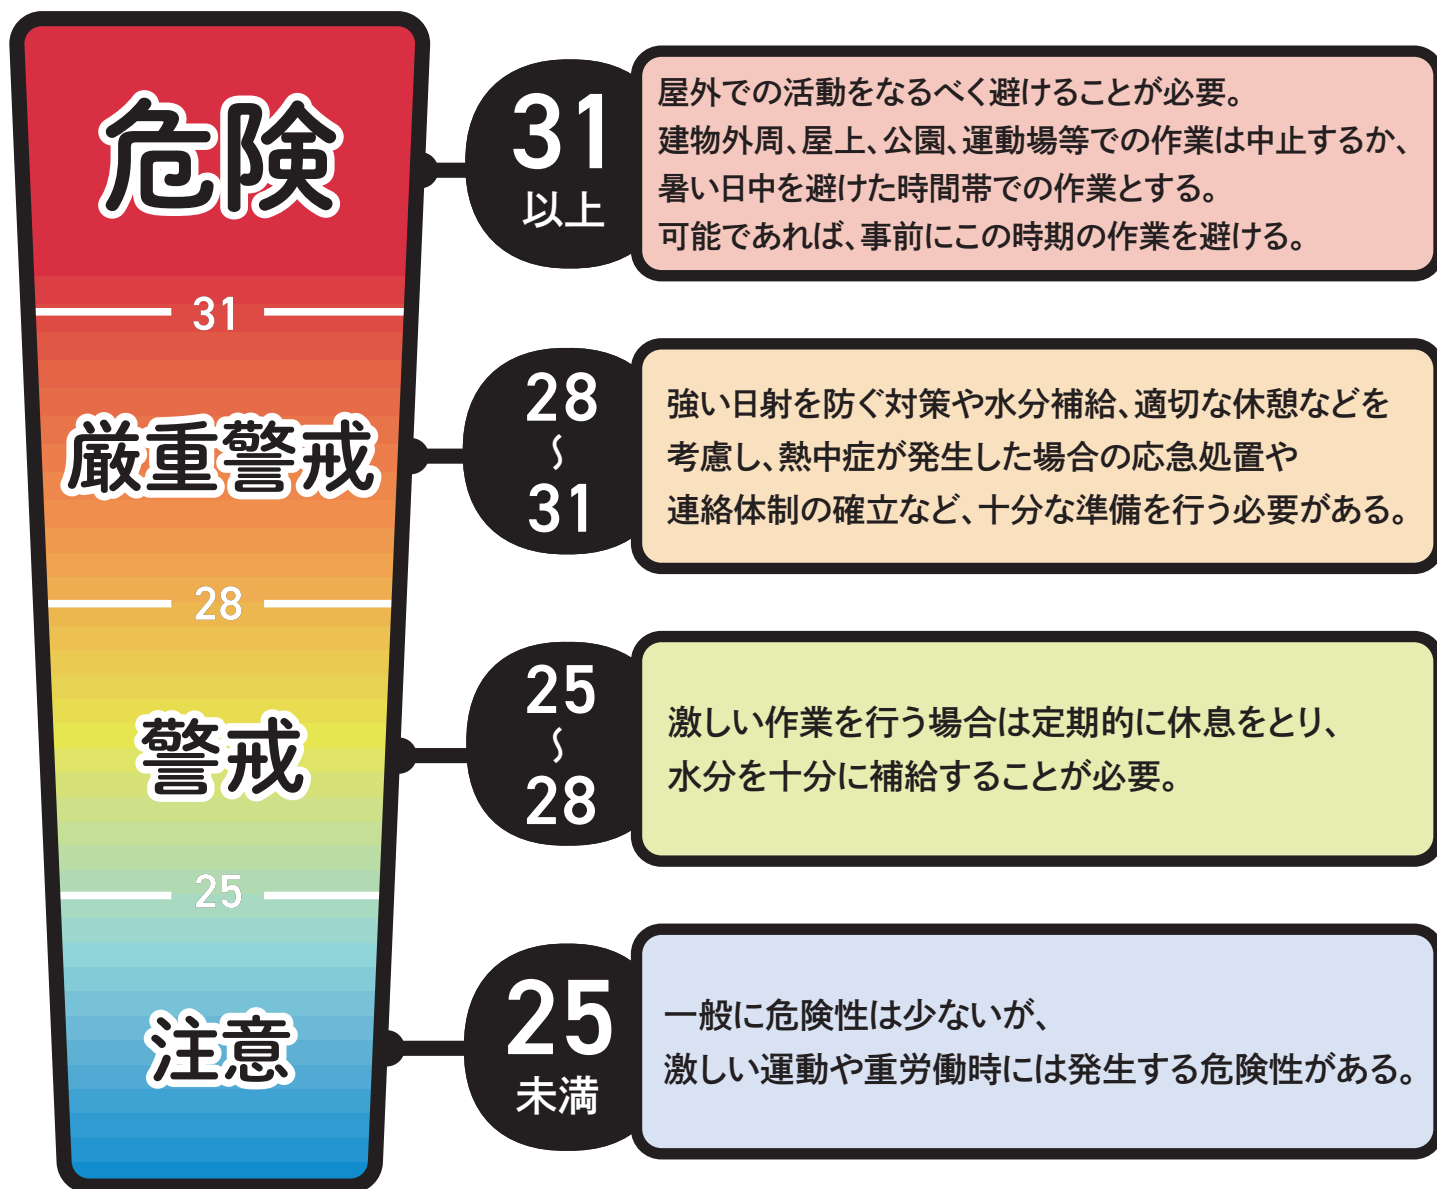 危険
31
以上
屋外での活動をなるべく避けることが必要。
建物外周、屋上、公園、運動場等での作業は中止するか、
暑い日中を避けた時間帯での作業とする。
可能であれば、事前にこの時期の作業を避ける。
31
厳重警戒
28
〜
31
強い日射を防ぐ対策や水分補給、適切な休憩などを
考慮し、熱中症が発生した場合の応急処置や
連絡体制の確立など、十分な準備を行う必要がある。
28
警戒
25
〜
28
激しい作業を行う場合は定期的に休息をとり、
水分を十分に補給することが必要。
25
注意
25
未満
一般に危険性は少ないが、
激しい運動や重労働時には発生する危険性がある。